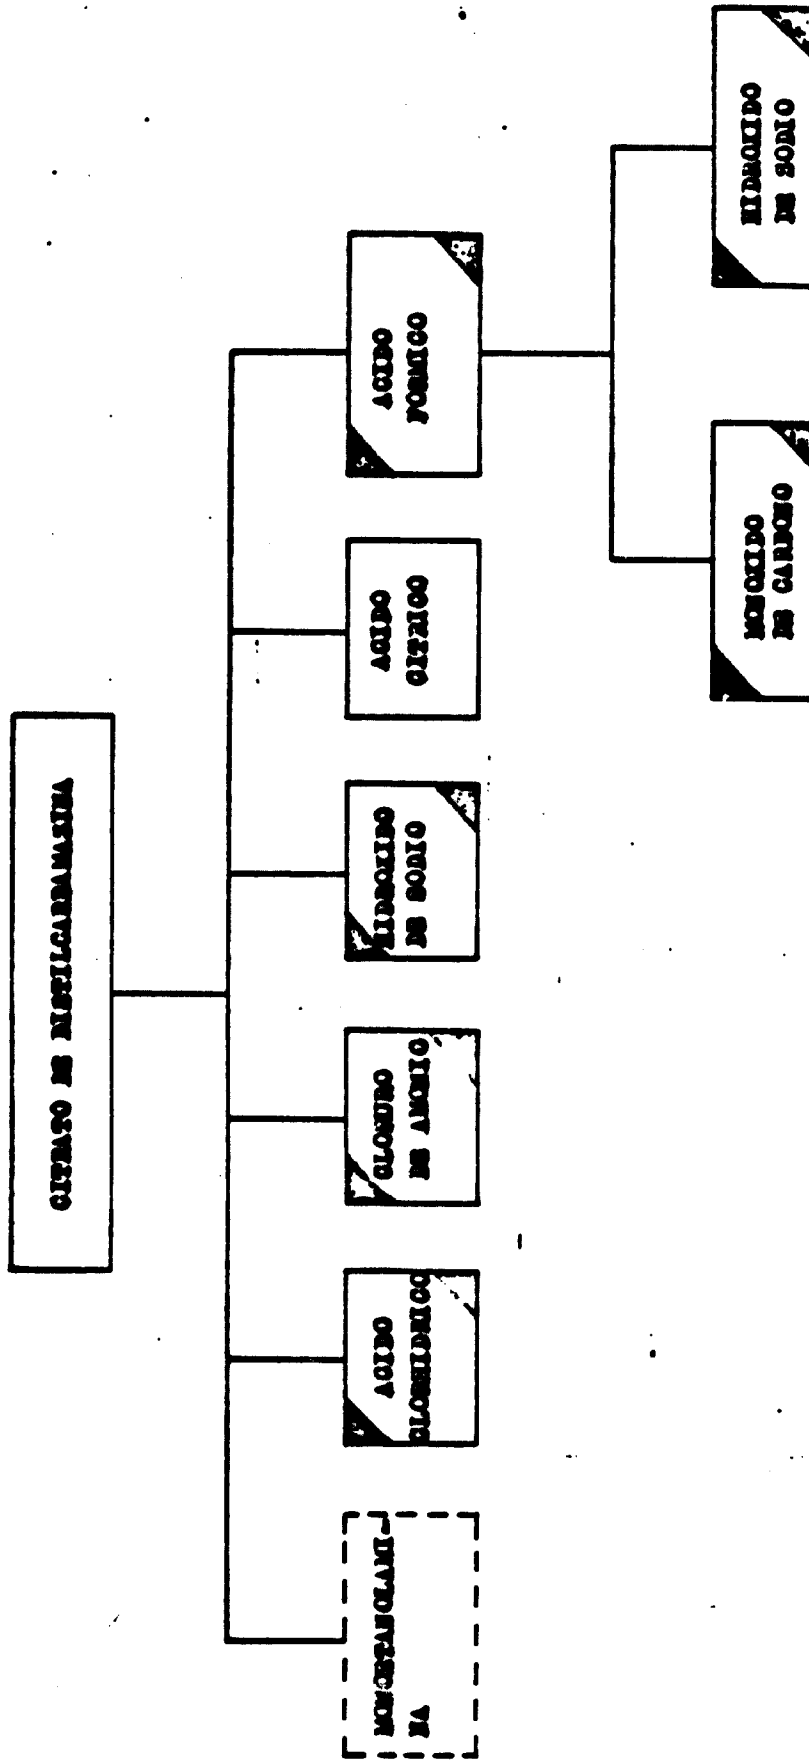 CITRATO DE DIETILCARBAMAZINA
MONOETANOLAMI-
NA
ACIDO
CLORHIDRICO
CLORURO
DE AMONIO
HIDROXIDO
DE SODIO
ACIDO
CITRICO
ACIDO
FORMICO
MONOXIDO
DE CARBONO
HIDROXIDO
DE SODIO